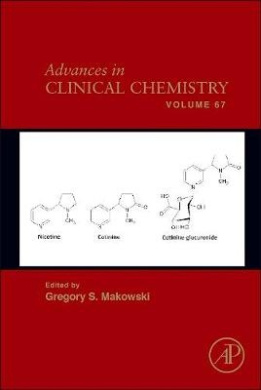 Advances in
CLINICAL CHEMISTRY
VOLUME 67
Nicotine
Cotinine
Cotinine glucuronide
Edited by
Gregory S. Makowski